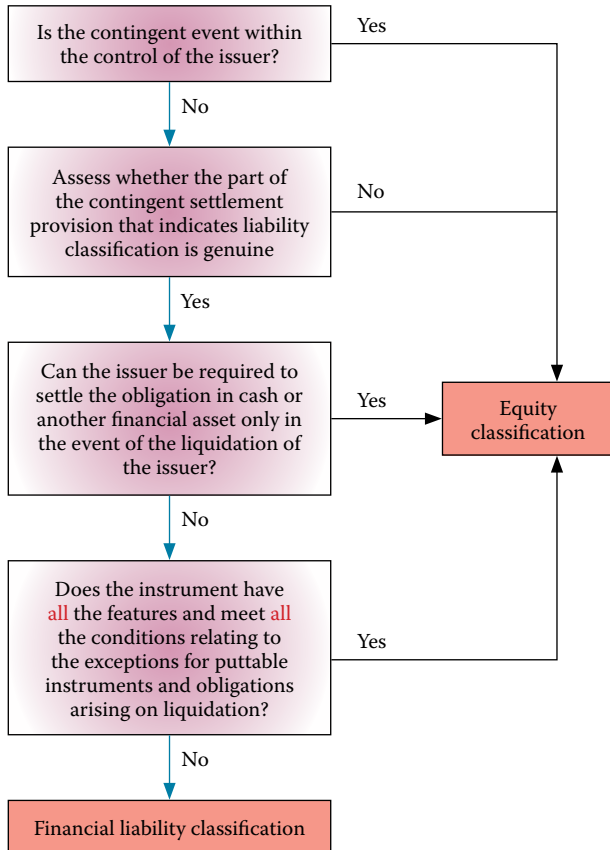 Is the contingent event within
the control of the issuer?
Yes
No
Assess whether the part of
the contingent settlement
provision that indicates liability
classification is genuine
No
Yes
Can the issuer be required to
settle the obligation in cash or
another financial asset only in
the event of the liquidation of
the issuer?
Yes
Equity
classification
No
Does the instrument have
all the features and meet all
the conditions relating to
the exceptions for puttable
instruments and obligations
arising on liquidation?
Yes
No
Financial liability classification